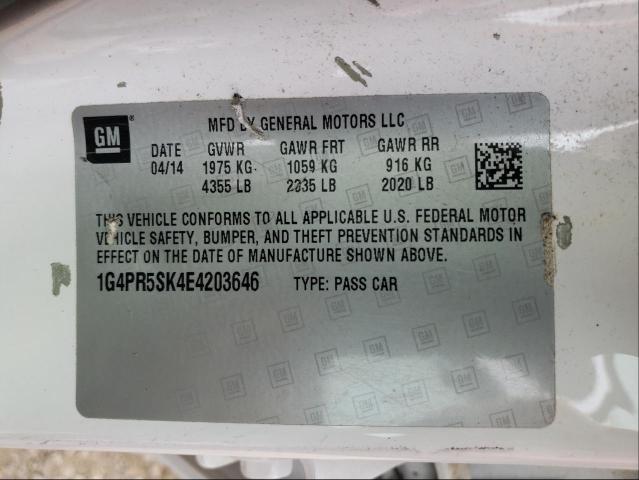 GM
MFD BY GENERAL MOTORS LLC
DATE GVWR GAWR FRT GAWR RR
04/14 1975 KG 1059 KG 916 KG
4355 LB 2335 LB 2020 LB
THIS VEHICLE CONFORMS TO ALL APPLICABLE U.S. FEDERAL MOTOR
VEHICLE SAFETY, BUMPER, AND THEFT PREVENTION STANDARDS IN
EFFECT ON THE DATE OF MANUFACTURE SHOWN ABOVE.
1G4PR5SK4E4203646 TYPE: PASS CAR